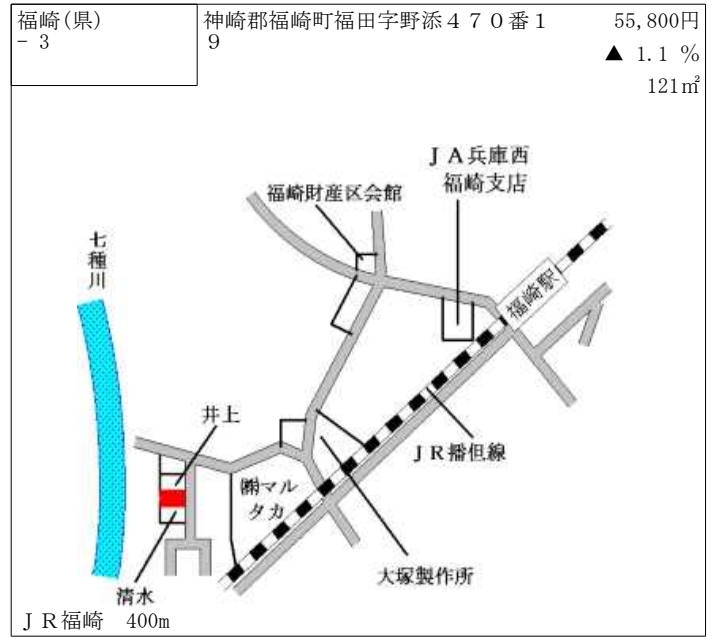 福崎(県)
- 3
神崎郡福崎町福田字野添４７０番１
９
55,800円
▲ 1.1 %
121㎡
ＪＡ兵庫西
福崎支店
福崎財産区会館
七種川
福崎駅
井上
ＪＲ播但線
㈱マル
タカ
大塚製作所
清水
ＪＲ福崎　400m